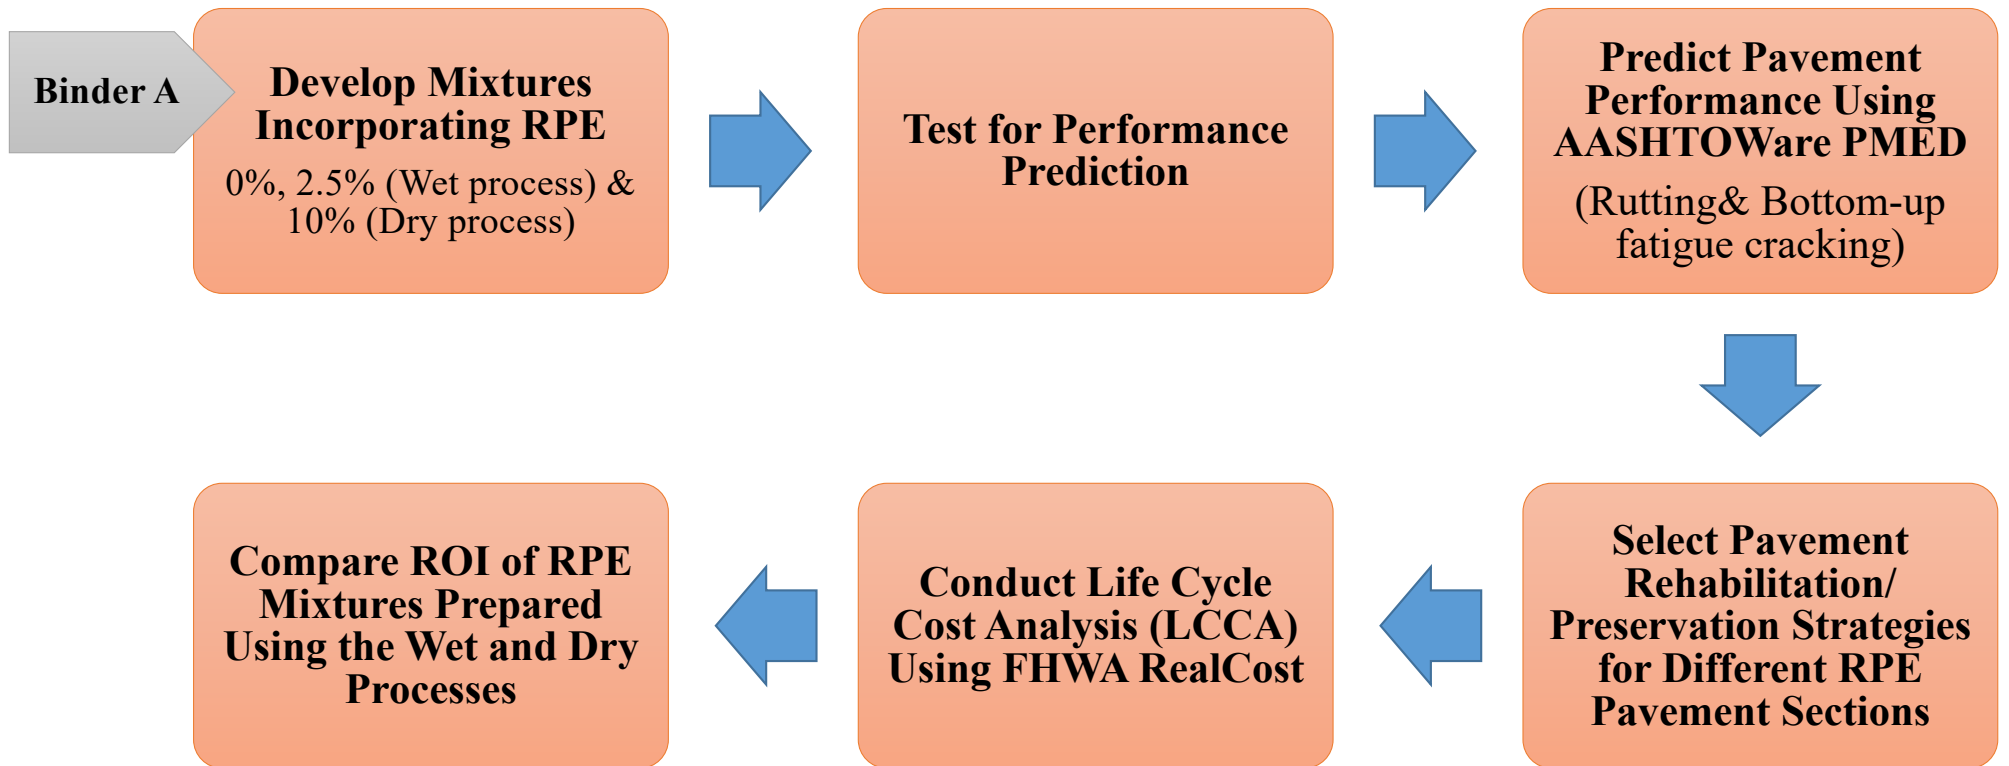 Binder A
Develop Mixtures
Incorporating RPE
0%, 2.5% (Wet process) &
10% (Dry process)
Test for Performance
Prediction
Predict Pavement
Performance Using
AASHTOWare PMED
(Rutting& Bottom-up
fatigue cracking)
Select Pavement
Rehabilitation/
Preservation Strategies
for Different RPE
Pavement Sections
Conduct Life Cycle
Cost Analysis (LCCA)
Using FHWA RealCost
Compare ROI of RPE
Mixtures Prepared
Using the Wet and Dry
Processes